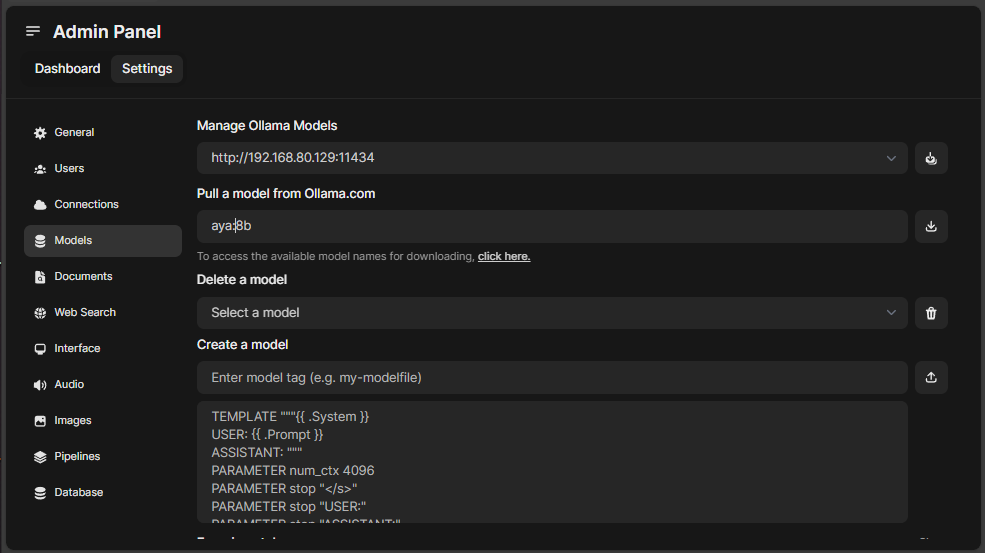 Admin Panel
Dashboard Settings
General
Users
Connections
Models
Documents
Web Search
Interface
Audio
Images
Pipelines
Database
Manage Ollama Models
http://192.168.80.129:11434
Pull a model from Ollama.com
aya:8b
To access the available model names for downloading, click here.
Delete a model
Select a model
Create a model
Enter model tag (e.g. my-modelfile)
TEMPLATE """{{ .System }}
USER: {{ .Prompt }}
ASSISTANT: """
PARAMETER num_ctx 4096
PARAMETER stop "</s>"
PARAMETER stop "USER:"
PARAMETER stop "ASSISTANT:"